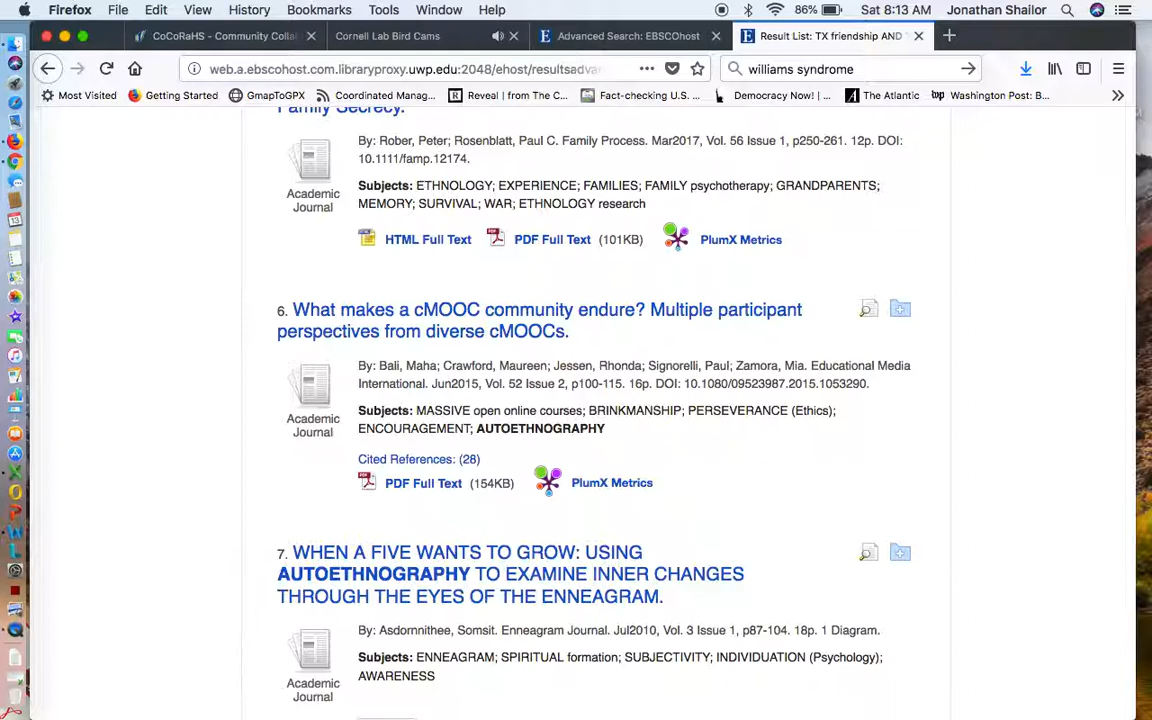 Firefox File Edit View History Bookmarks Tools Window Help 86% Sat 8:13 AM Jonathan Shailor
CoCoRaHS - Community Colla Cornell Lab Bird Cams Advanced Search: EBSCOhost Result List: TX friendship AND
web.a.ebscohost.com.libraryproxy.uwp.edu:2048/ehost/resultsadva williams syndrome
Most Visited Getting Started GmapToGPX Coordinated Manag... Reveal | from The C... Fact-checking U.S. ... Democracy Now! | ... The Atlantic Washington Post: B...
Family Secrecy.
By: Rober, Peter; Rosenblatt, Paul C. Family Process. Mar2017, Vol. 56 Issue 1, p250-261. 12p. DOI:
10.1111/famp.12174.
Academic
Journal
Subjects: ETHNOLOGY; EXPERIENCE; FAMILIES; FAMILY psychotherapy; GRANDPARENTS;
MEMORY; SURVIVAL; WAR; ETHNOLOGY research
HTML Full Text PDF Full Text (101KB) PlumX Metrics
6. What makes a cMOOC community endure? Multiple participant
perspectives from diverse cMOOCs.
By: Bali, Maha; Crawford, Maureen; Jessen, Rhonda; Signorelli, Paul; Zamora, Mia. Educational Media
International. Jun2015, Vol. 52 Issue 2, p100-115. 16p. DOI: 10.1080/09523987.2015.1053290.
Academic
Journal
Subjects: MASSIVE open online courses; BRINKMANSHIP; PERSEVERANCE (Ethics);
ENCOURAGEMENT; AUTOETHNOGRAPHY
Cited References: (28)
PDF Full Text (154KB) PlumX Metrics
7. WHEN A FIVE WANTS TO GROW: USING
AUTOETHNOGRAPHY TO EXAMINE INNER CHANGES
THROUGH THE EYES OF THE ENNEAGRAM.
By: Asdornnithee, Somsit. Enneagram Journal. Jul2010, Vol. 3 Issue 1, p87-104. 18p. 1 Diagram.
Academic
Journal
Subjects: ENNEAGRAM; SPIRITUAL formation; SUBJECTIVITY; INDIVIDUATION (Psychology);
AWARENESS